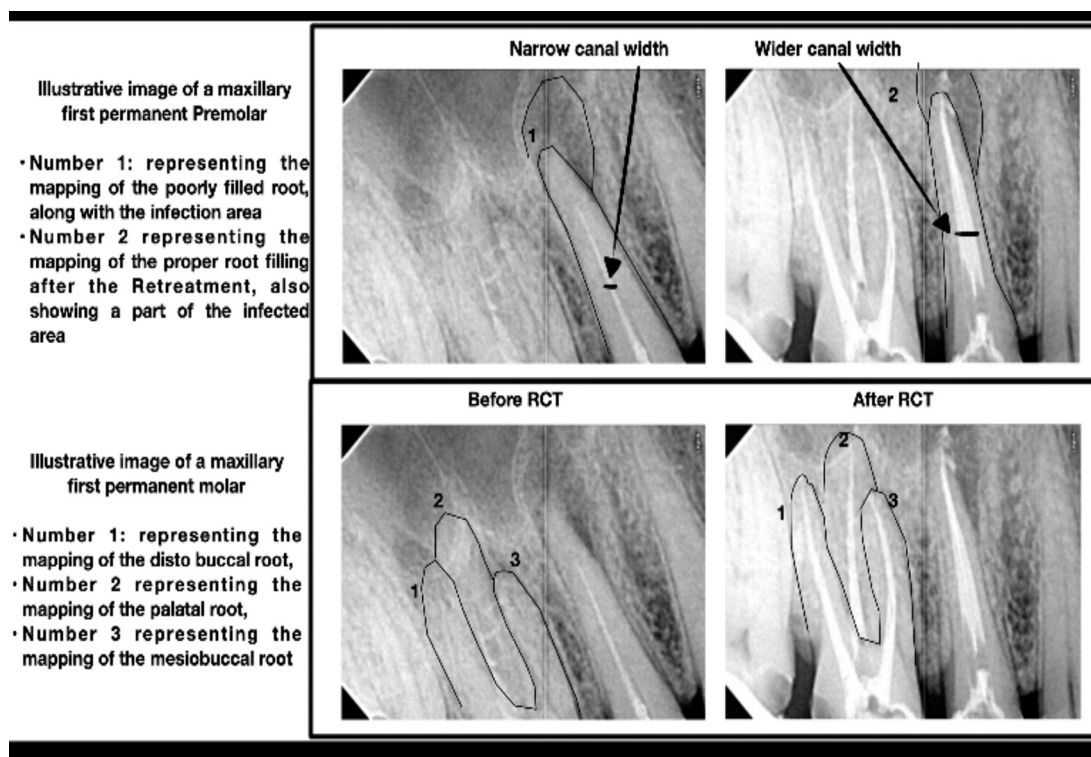 Illustrative image of a maxillary
first permanent Premolar
• Number 1: representing the
mapping of the poorly filled root,
along with the infection area
• Number 2 representing the
mapping of the proper root filling
after the Retreatment, also
showing a part of the infected
area
Narrow canal width
Wider canal width
1
2
Illustrative image of a maxillary
first permanent molar
• Number 1: representing the
mapping of the disto buccal root,
• Number 2 representing the
mapping of the palatal root,
• Number 3 representing the
mapping of the mesiobuccal root
Before RCT
After RCT
2
1
3
2
1
3